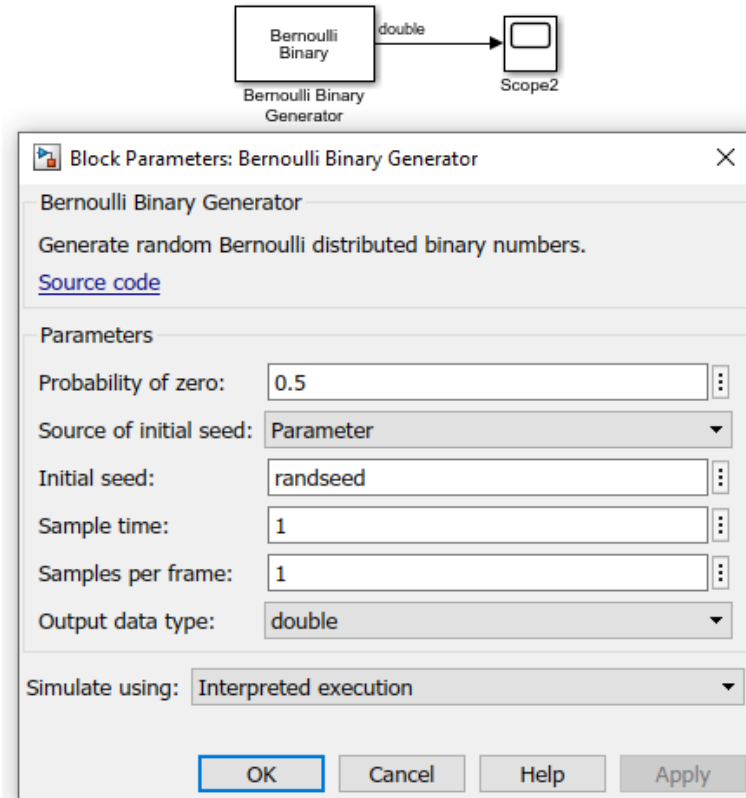 Bernoulli
Binary
double
Bernoulli Binary
Generator
Scope2
Block Parameters: Bernoulli Binary Generator
Bernoulli Binary Generator
Generate random Bernoulli distributed binary numbers.
Source code
Parameters
Probability of zero: 0.5
Source of initial seed: Parameter
Initial seed: randseed
Sample time: 1
Samples per frame: 1
Output data type: double
Simulate using: Interpreted execution
OK Cancel Help Apply